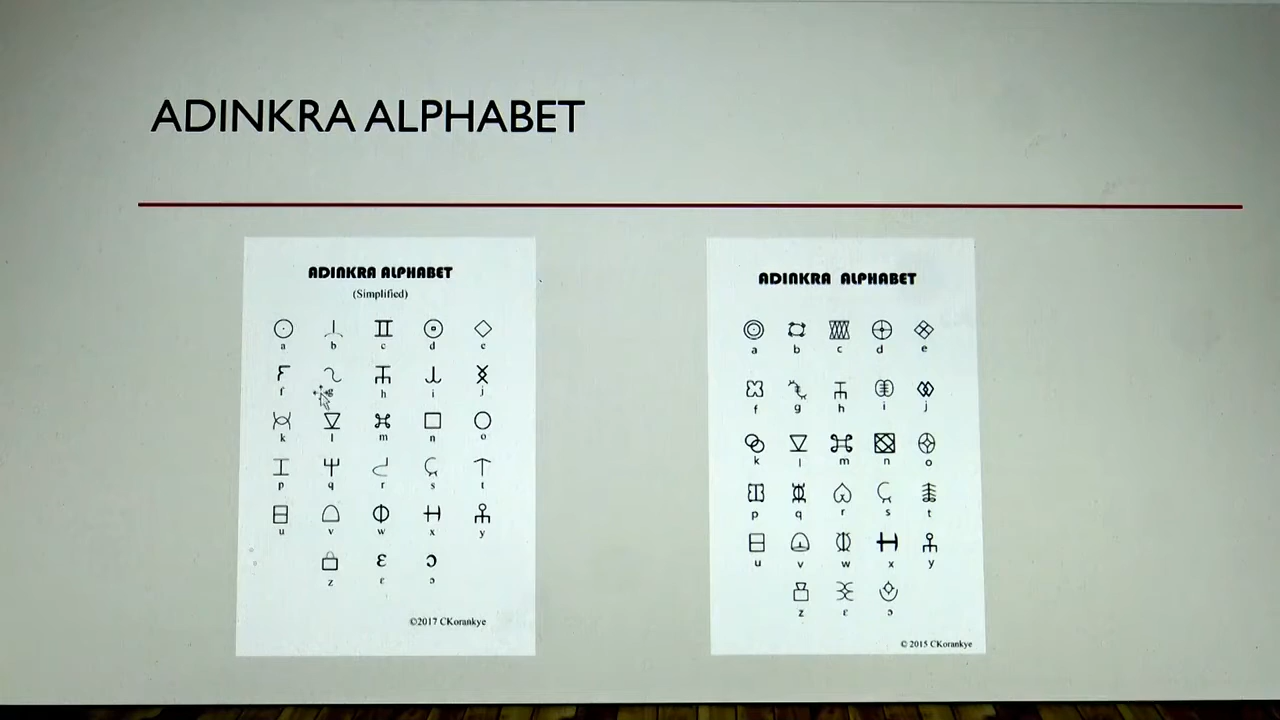 ADINKRA ALPHABET
ADINKRA ALPHABET
(Simplified)
a b c d e
f h i j
k l m n o
p q r s t
u v w x y
z ɛ ɔ
©2017 CKorankye
ADINKRA ALPHABET
a b c d e
f g h i j
k l m n o
p q r s t
u v w x y
z ɛ ɔ
© 2015 CKorankye